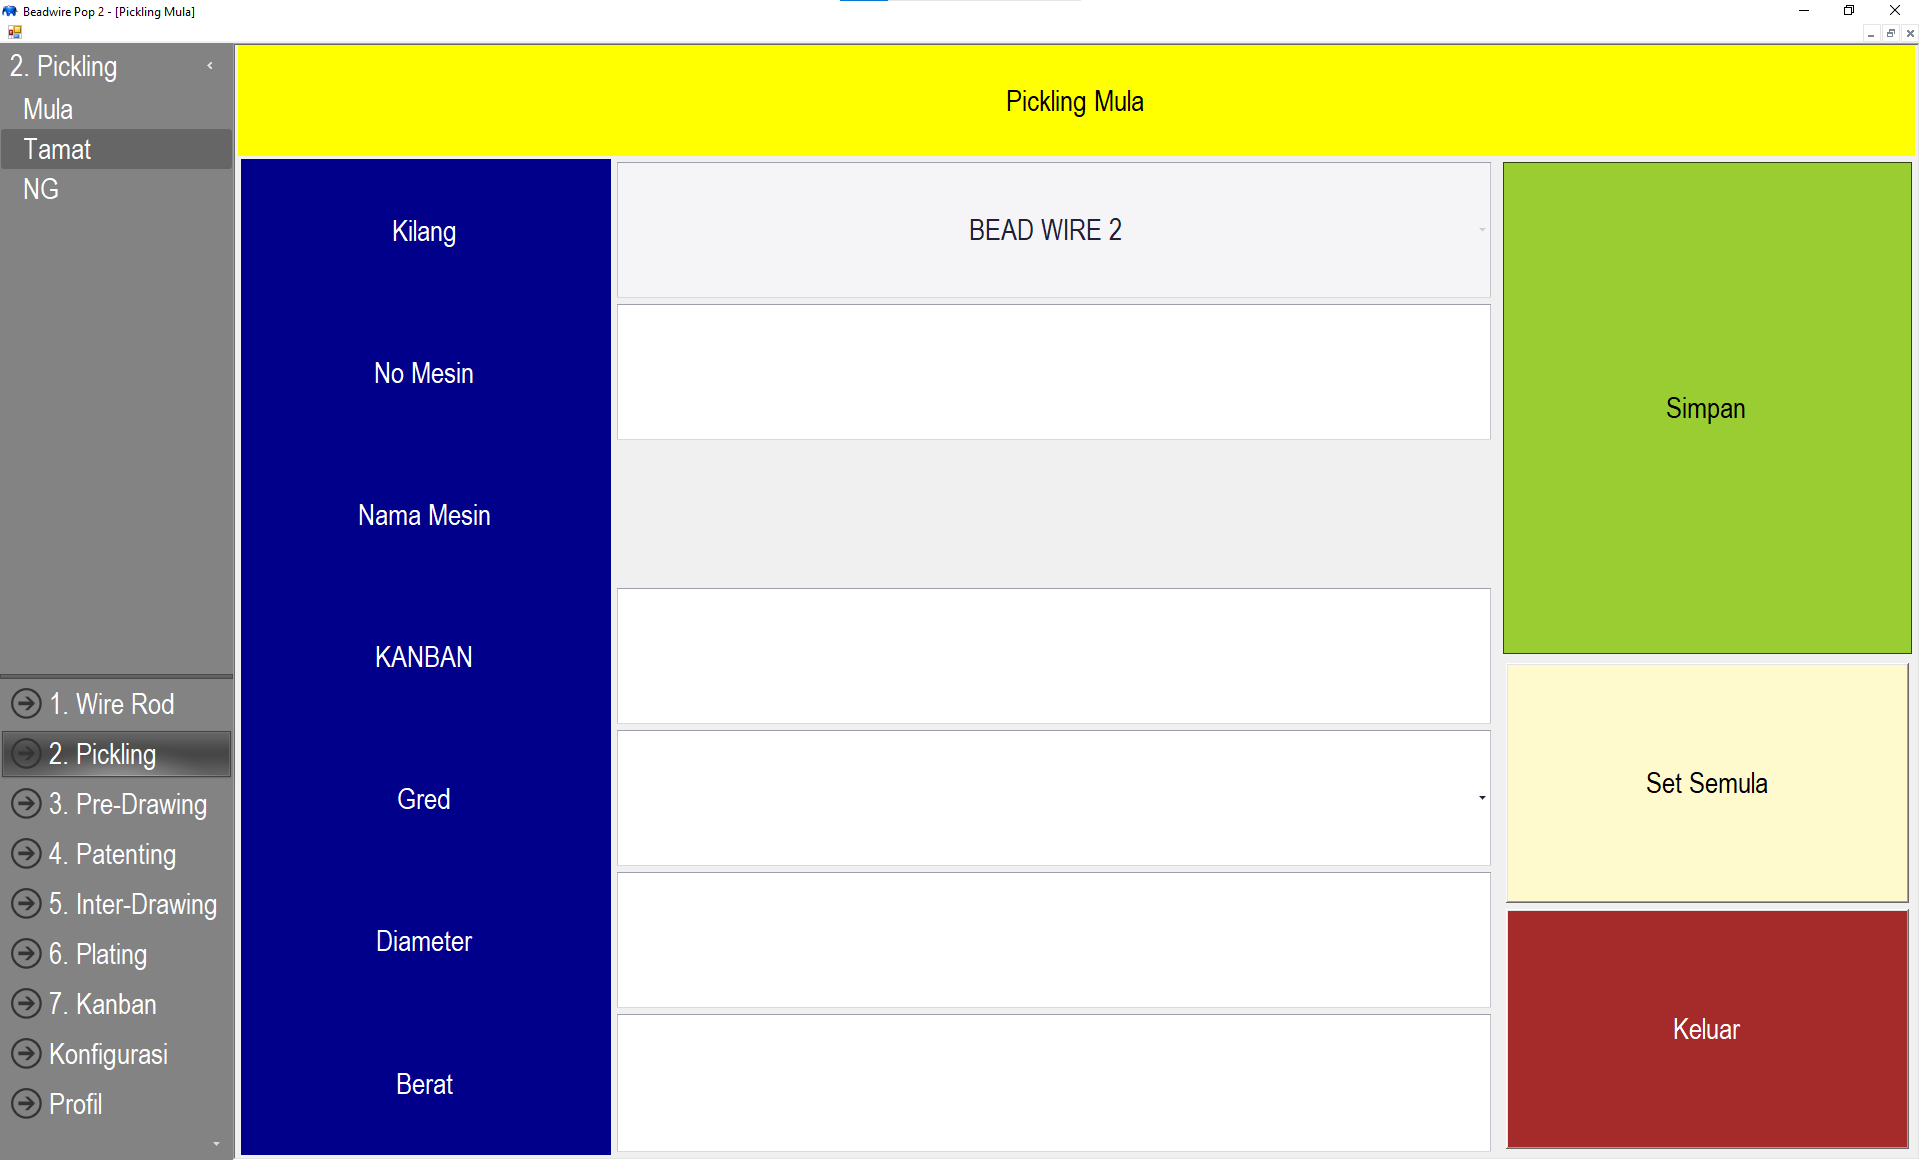 Beadwire Pop 2 - [Pickling Mula]
2. Pickling
Mula
Tamat
NG
1. Wire Rod
2. Pickling
3. Pre-Drawing
4. Patenting
5. Inter-Drawing
6. Plating
7. Kanban
Konfigurasi
Profil
Pickling Mula
Kilang
BEAD WIRE 2
No Mesin
Nama Mesin
KANBAN
Gred
Diameter
Berat
Simpan
Set Semula
Keluar